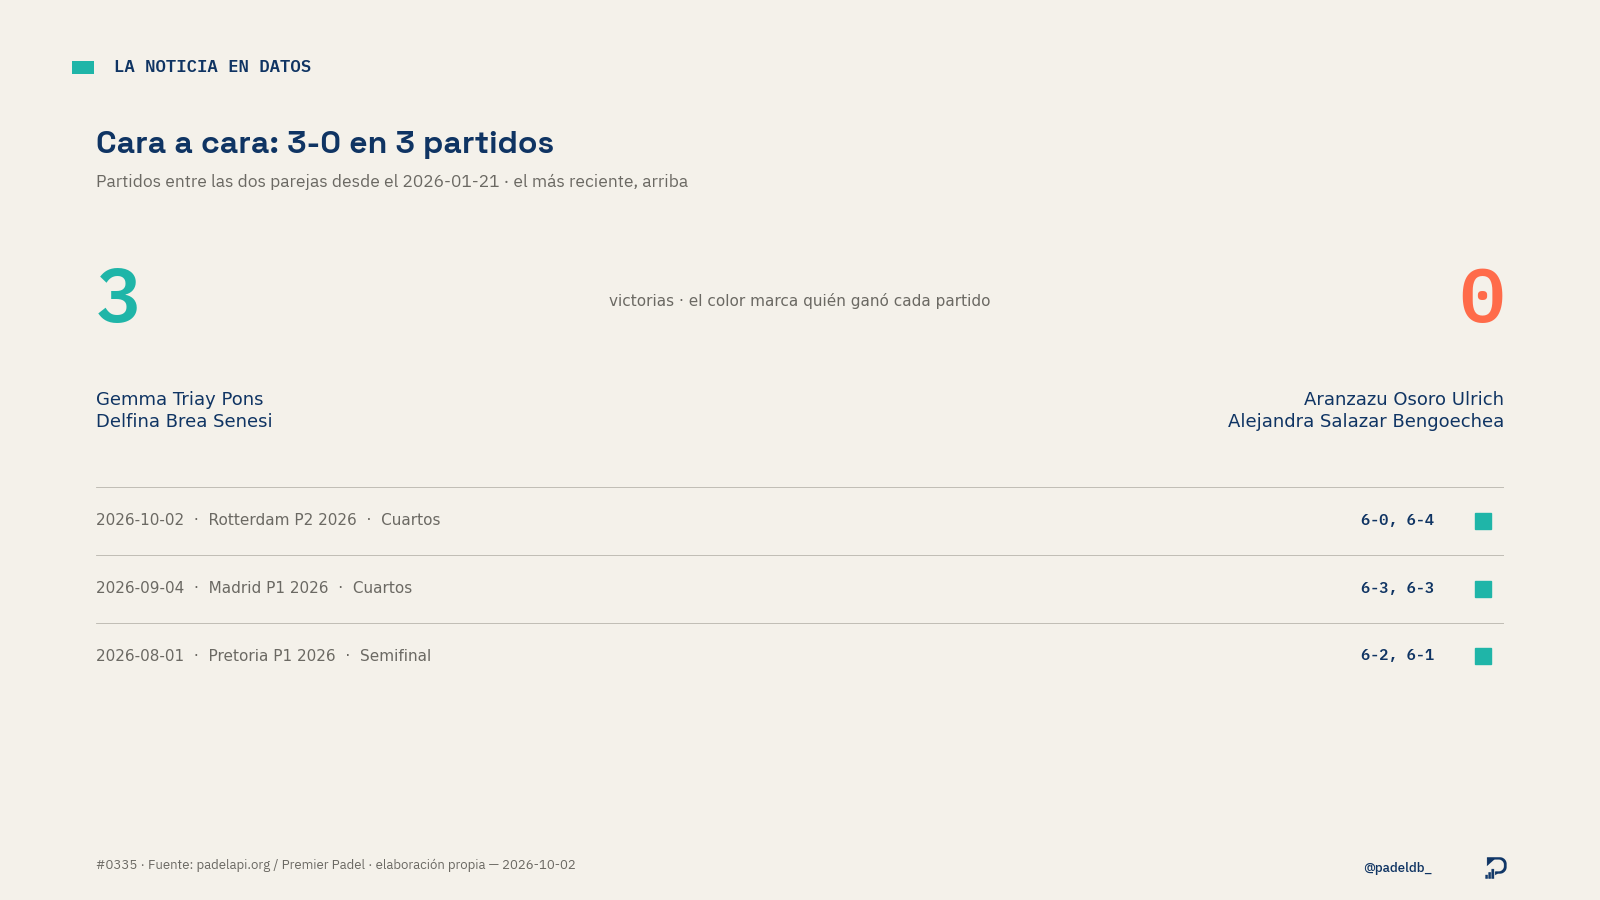 LA NOTICIA EN DATOS
Cara a cara: 3-0 en 3 partidos
Partidos entre las dos parejas desde el 2026-01-21 · el más reciente, arriba
3
victorias · el color marca quién ganó cada partido
0
Gemma Triay Pons
Delfina Brea Senesi
Aranzazu Osoro Ulrich
Alejandra Salazar Bengoechea
2026-10-02 · Rotterdam P2 2026 · Cuartos 6-0, 6-4
2026-09-04 · Madrid P1 2026 · Cuartos 6-3, 6-3
2026-08-01 · Pretoria P1 2026 · Semifinal 6-2, 6-1
#0335 · Fuente: padelapi.org / Premier Padel · elaboración propia — 2026-10-02
@padeldb_